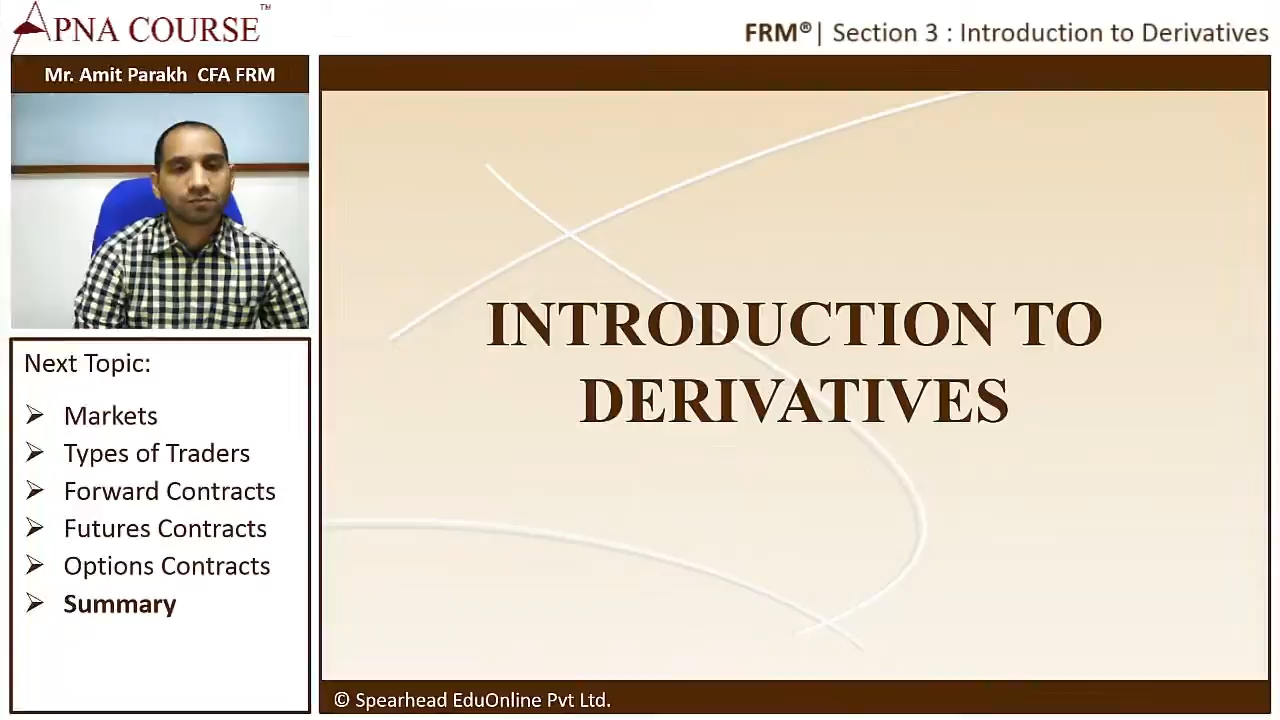 APNA COURSE™
FRM®| Section 3 : Introduction to Derivatives
Mr. Amit Parakh CFA FRM
INTRODUCTION TO
DERIVATIVES
Next Topic:
Markets
Types of Traders
Forward Contracts
Futures Contracts
Options Contracts
Summary
© Spearhead EduOnline Pvt Ltd.